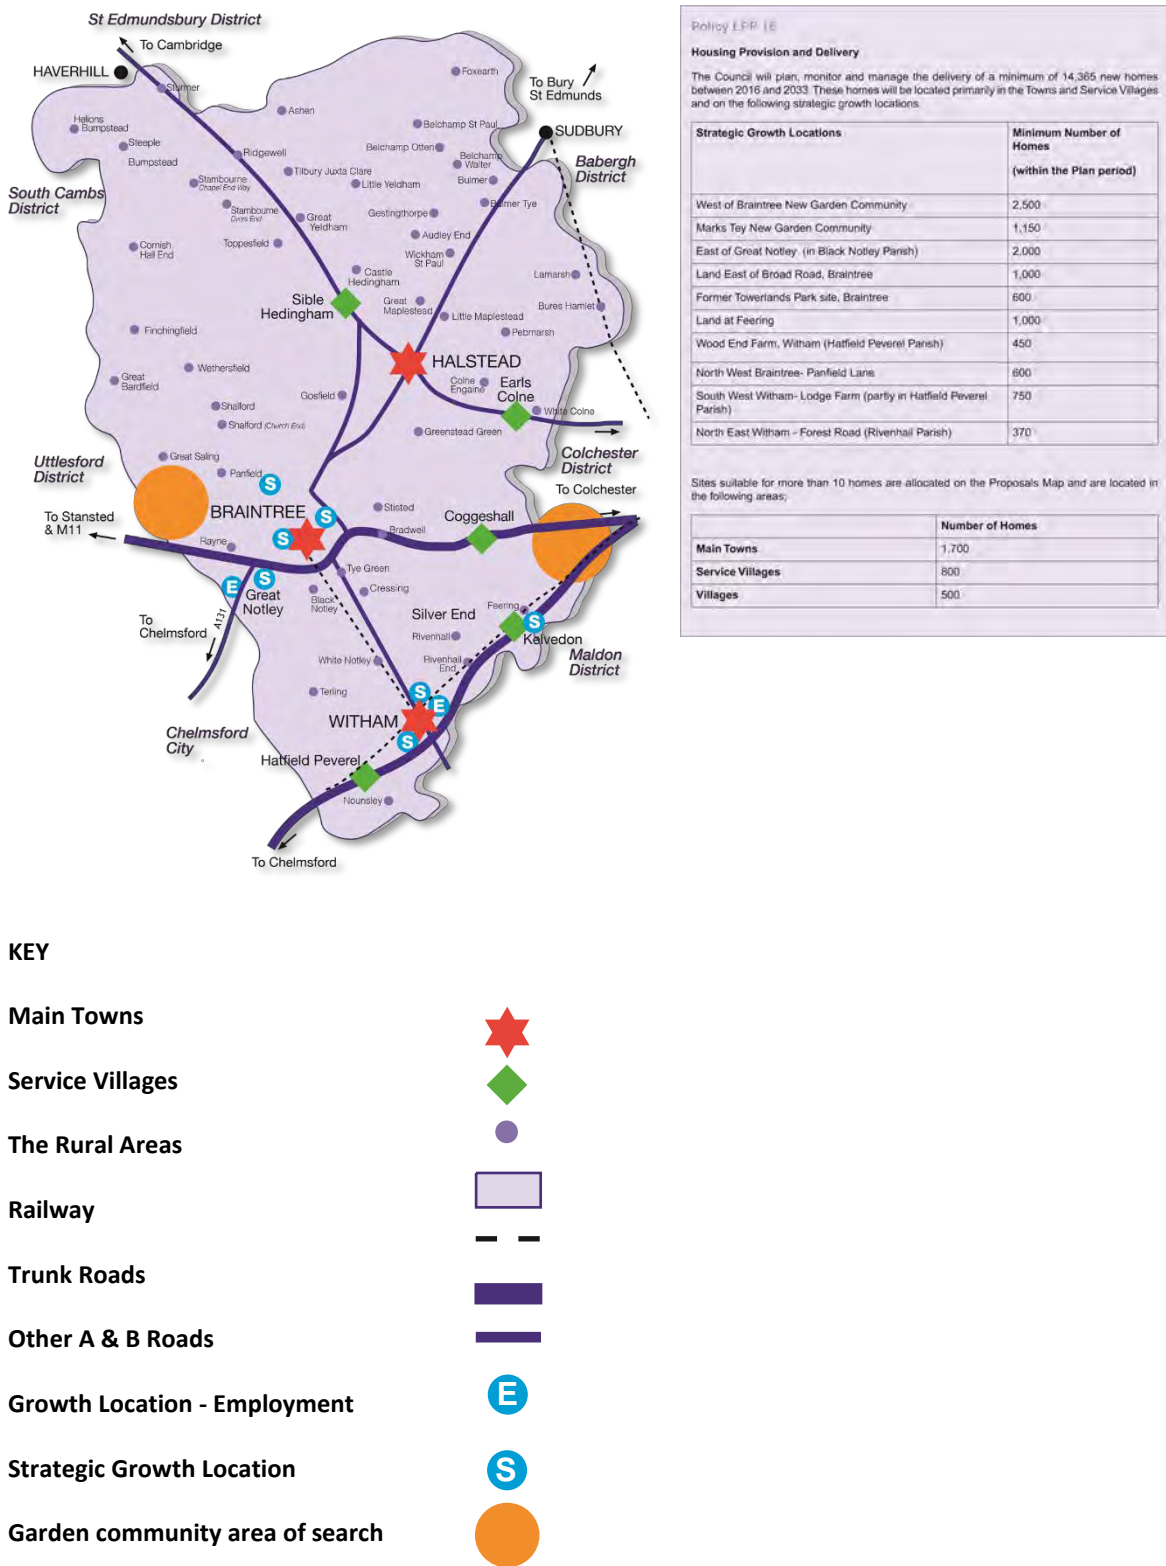 St Edmundsbury District
To Cambridge
HAVERHILL
Sturmer
Foxearth
To Bury
St Edmunds
Ashen
Helions
Bumpstead
Steeple
Bumpstead
Belchamp St Paul
SUDBURY
Ridgewell
Belchamp Otten
Belchamp
Walter
Babergh
District
Tilbury Juxta Clare
Stambourne
Chapel End Way
Little Yeldham
Bulmer
South Cambs
District
Stambourne
Dyers End
Great
Yeldham
Gestingthorpe
Bulmer Tye
Cornish
Hall End
Toppesfield
Audley End
Wickham
St Paul
Castle
Hedingham
Lamarsh
Sible
Hedingham
Great
Maplestead
Bures Hamlet
Little Maplestead
Finchingfield
Pebmarsh
Wethersfield
HALSTEAD
Great
Bardfield
Colne
Engaine
Earls
Colne
Gosfield
Shalford
White Colne
Shalford (Church End)
Greenstead Green
Uttlesford
District
Great Saling
Panfield
S
Colchester
District
To Colchester
BRAINTREE
S
Stisted
Coggeshall
To Stansted
& M11
S
Bradwell
Rayne
E
S
Great
Notley
Tye Green
Black
Notley
Cressing
To
Chelmsford
A131
Silver End
Feering
S
Kelvedon
Rivenhall
Maldon
District
White Notley
Rivenhall
End
Terling
S
E
WITHAM
S
Chelmsford
City
Hatfield Peverel
Nounsley
To Chelmsford
Policy LPP 16
Housing Provision and Delivery
The Council will plan, monitor and manage the delivery of a minimum of 14,365 new homes
between 2016 and 2033. These homes will be located primarily in the Towns and Service Villages
and on the following strategic growth locations.
Strategic Growth Locations Minimum Number of
Homes
(within the Plan period)
West of Braintree New Garden Community 2,500
Marks Tey New Garden Community 1,150
East of Great Notley (in Black Notley Parish) 2,000
Land East of Broad Road, Braintree 1,000
Former Towerlands Park site, Braintree 600
Land at Feering 1,000
Wood End Farm, Witham (Hatfield Peverel Parish) 450
North West Braintree- Panfield Lane 600
South West Witham- Lodge Farm (partly in Hatfield Peverel
Parish) 750
North East Witham - Forest Road (Rivenhall Parish) 370
Sites suitable for more than 10 homes are allocated on the Proposals Map and are located in
the following areas;
Number of Homes
Main Towns 1,700
Service Villages 800
Villages 500
KEY
Main Towns
Service Villages
The Rural Areas
Railway
Trunk Roads
Other A & B Roads
Growth Location - Employment E
Strategic Growth Location S
Garden community area of search